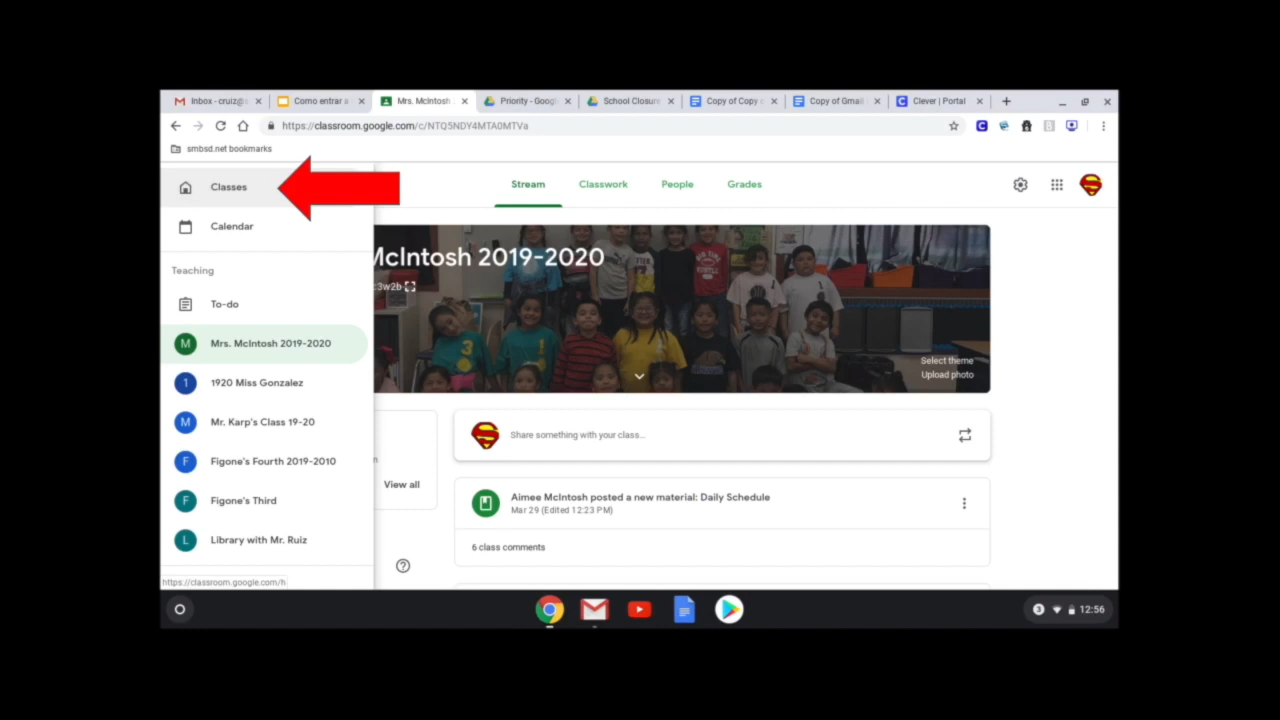 Inbox - cruiz@s
Como entrar a
Mrs. McIntosh
Priority - Googl
School Closure
Copy of Copy o
Copy of Gmail
Clever | Portal
https://classroom.google.com/c/NTQ5NDY4MTA0MTVa
smbsd.net bookmarks
Classes
Stream Classwork People Grades
Calendar
Teaching
To-do
Mrs. McIntosh 2019-2020
1920 Miss Gonzalez
Mr. Karp's Class 19-20
Figone's Fourth 2019-2010
Figone's Third
Library with Mr. Ruiz
https://classroom.google.com/h
McIntosh 2019-2020
c3w2b
Select theme
Upload photo
Share something with your class...
n
View all
Aimee McIntosh posted a new material: Daily Schedule
Mar 29 (Edited 12:23 PM)
6 class comments
3 12:56